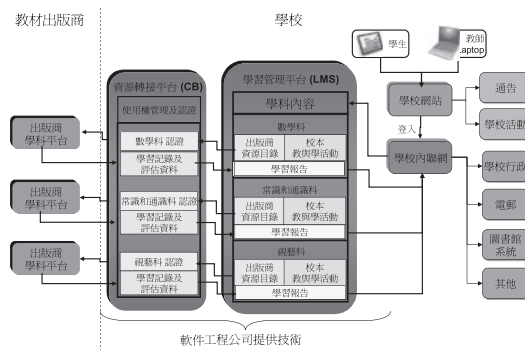 教材出版商
學校
學生
教師
Laptop
資源轉接平台 (CB)
使用權管理及認證
數學科 認證
學習記錄及
評估資料
常識和通識科 認證
學習記錄及
評估資料
視藝科 認證
學習記錄及
評估資料
學習管理平台 (LMS)
學科內容
數學科
出版商
資源目錄
校本
教與學活動
學習報告
常識和通識科
出版商
資源目錄
校本
教與學活動
學習報告
視藝科
出版商
資源目錄
校本
教與學活動
學習報告
出版商
學科平台
出版商
學科平台
出版商
學科平台
學校網站
登入
學校內聯網
通告
學校活動
學校行政
電郵
圖書館
系統
其他
軟件工程公司提供技術